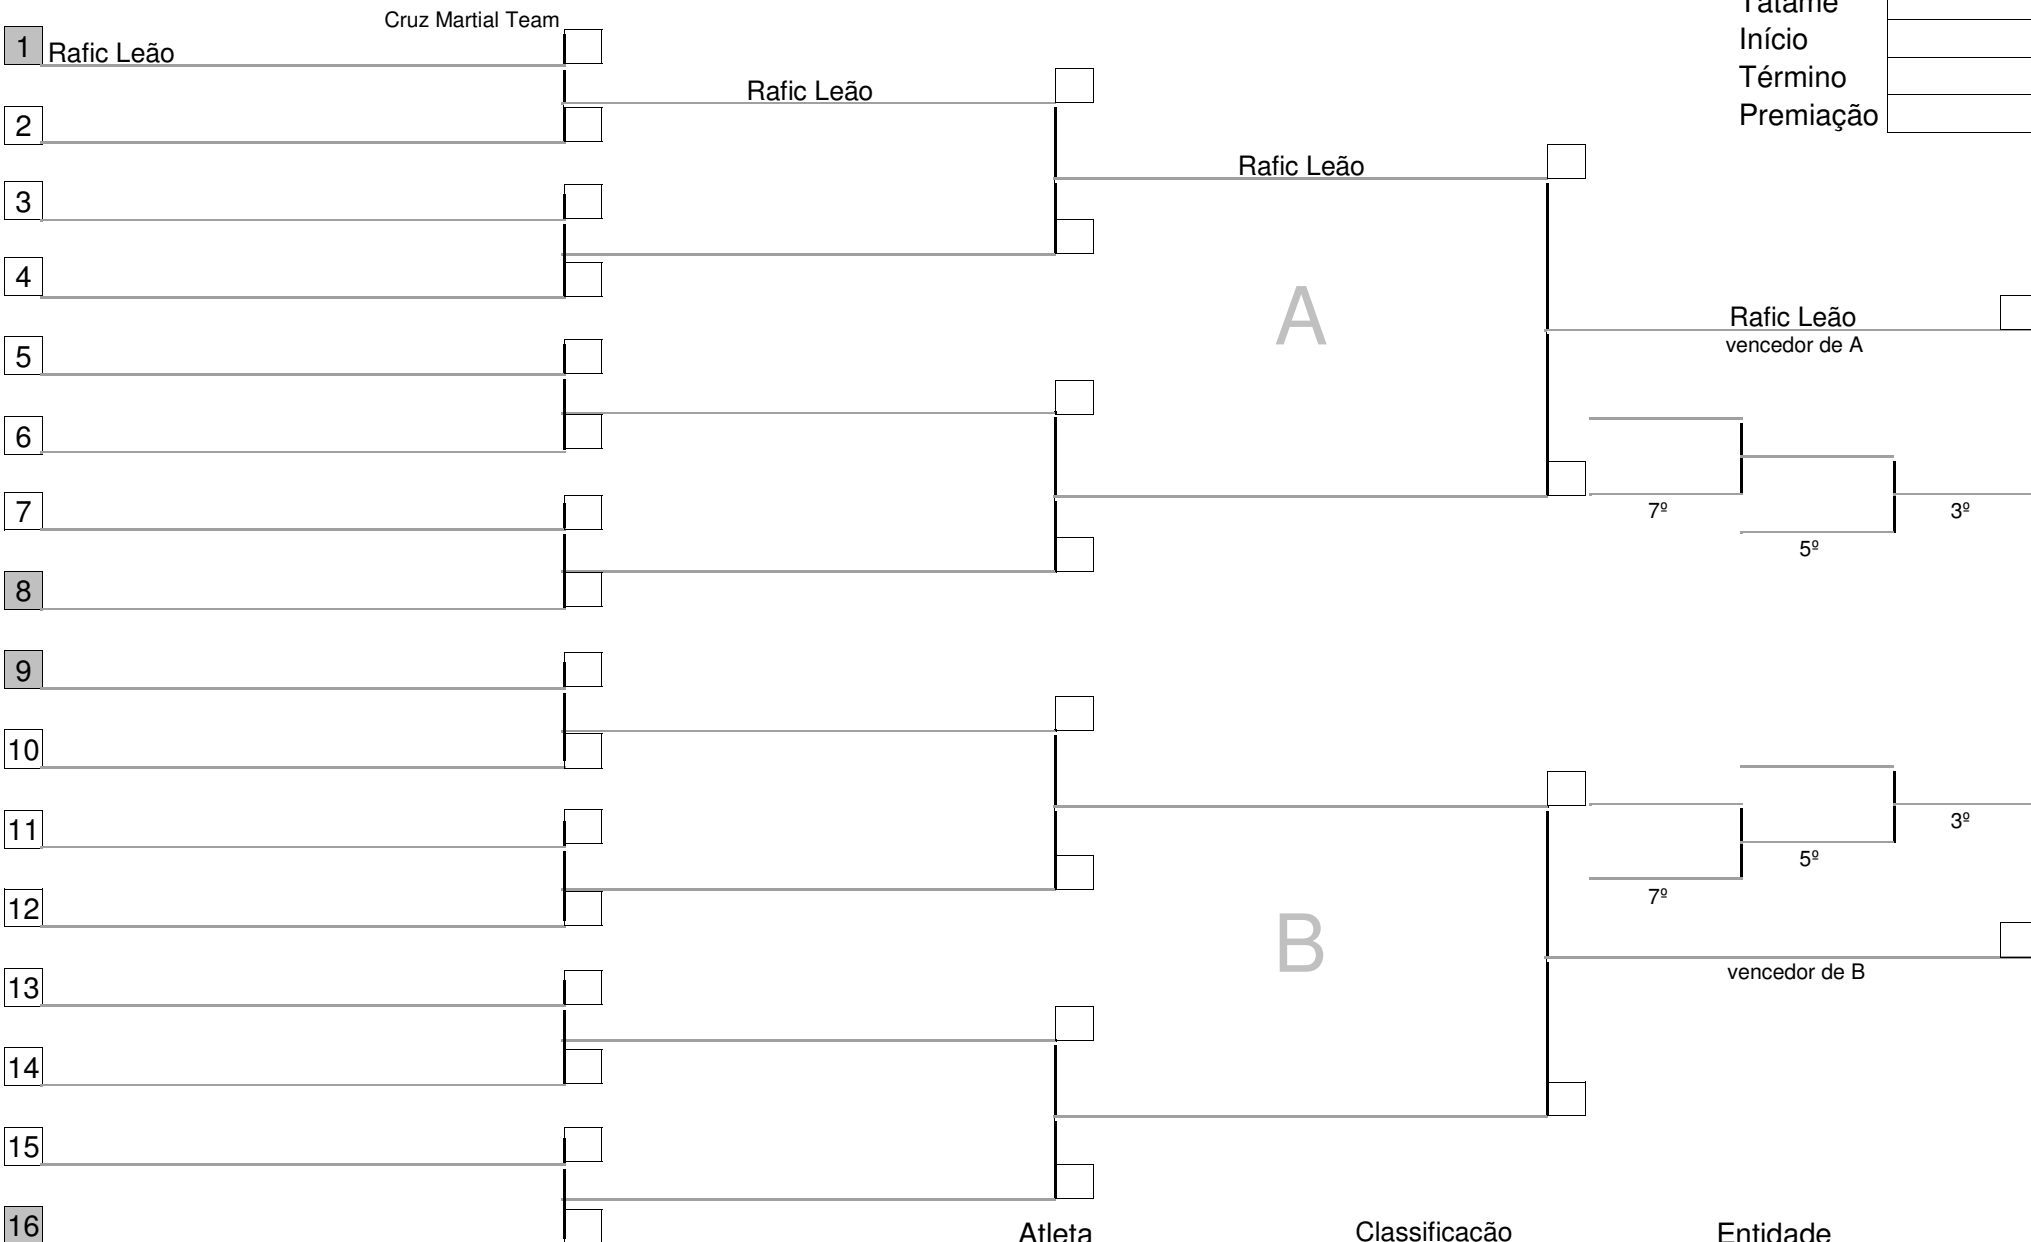 Cruz Martial Team
1 Rafic Leão
Rafic Leão
Rafic Leão
Rafic Leão
vencedor de A
Tatame
Início
Término
Premiação
2
3
4
5
6
7
8
A
7º
5º
3º
9
10
11
12
13
14
15
16
B
3º
5º
7º
vencedor de B
Atleta
Classificação
Entidade